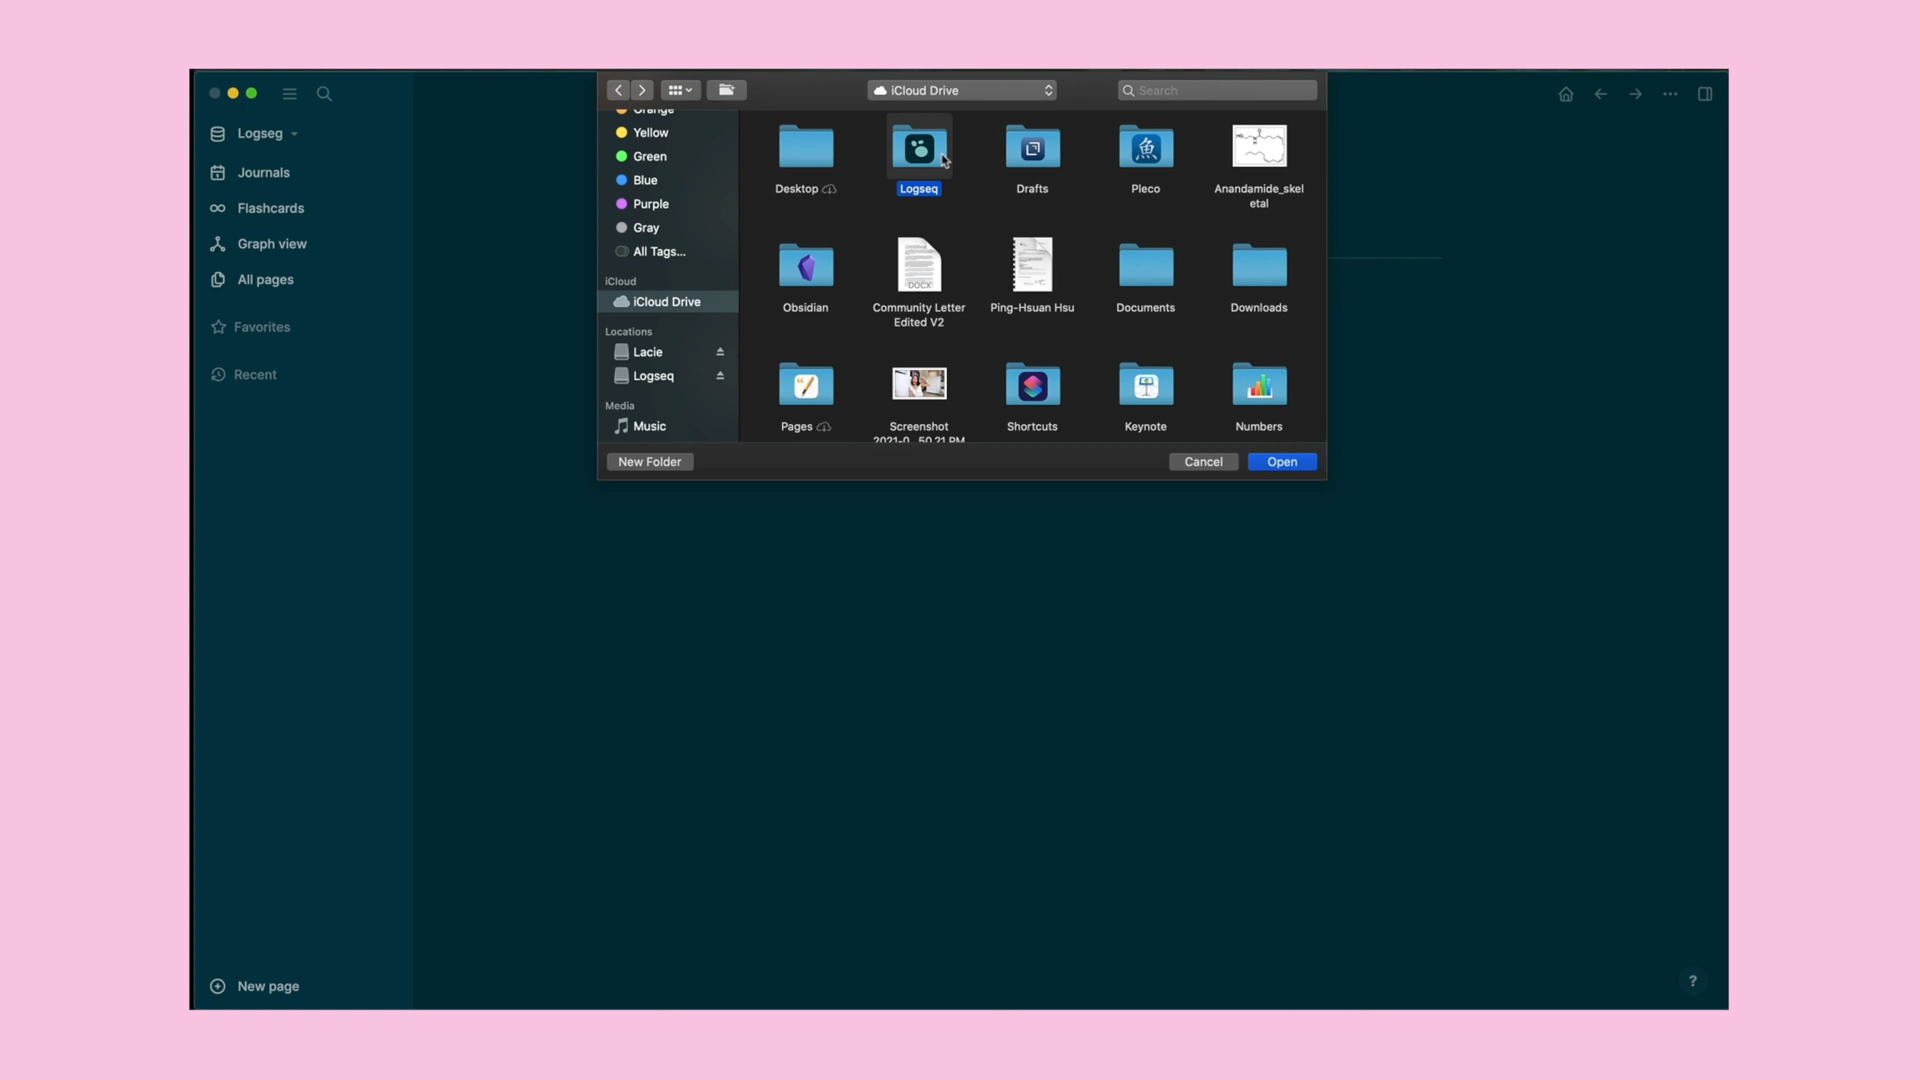 iCloud Drive
Search
Logseg
Journals
Flashcards
Graph view
All pages
Favorites
Recent
New page
Orange
Yellow
Green
Blue
Purple
Gray
All Tags...
iCloud
iCloud Drive
Locations
Lacie
Logseq
Media
Music
Desktop
Logseq
Drafts
魚
Pleco
Anandamide_skel
etal
Obsidian
DOCX
Community Letter
Edited V2
Ping-Hsuan Hsu
Documents
Downloads
Pages
Screenshot
2021-0...50.21 PM
Shortcuts
Keynote
Numbers
New Folder
Cancel
Open
?